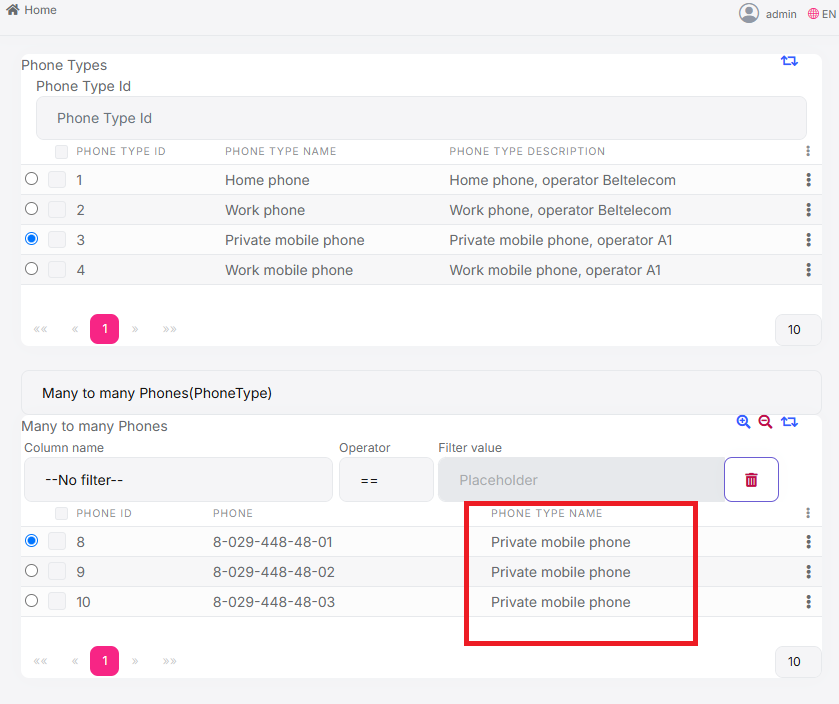 Home admin EN
Phone Types
Phone Type Id
Phone Type Id
PHONE TYPE ID PHONE TYPE NAME PHONE TYPE DESCRIPTION
1 Home phone Home phone, operator Beltelecom
2 Work phone Work phone, operator Beltelecom
3 Private mobile phone Private mobile phone, operator A1
4 Work mobile phone Work mobile phone, operator A1
«« « 1 » »» 10
Many to many Phones(PhoneType)
Many to many Phones
Column name Operator Filter value
--No filter-- == Placeholder
PHONE ID PHONE PHONE TYPE NAME
8 8-029-448-48-01 Private mobile phone
9 8-029-448-48-02 Private mobile phone
10 8-029-448-48-03 Private mobile phone
«« « 1 » »» 10